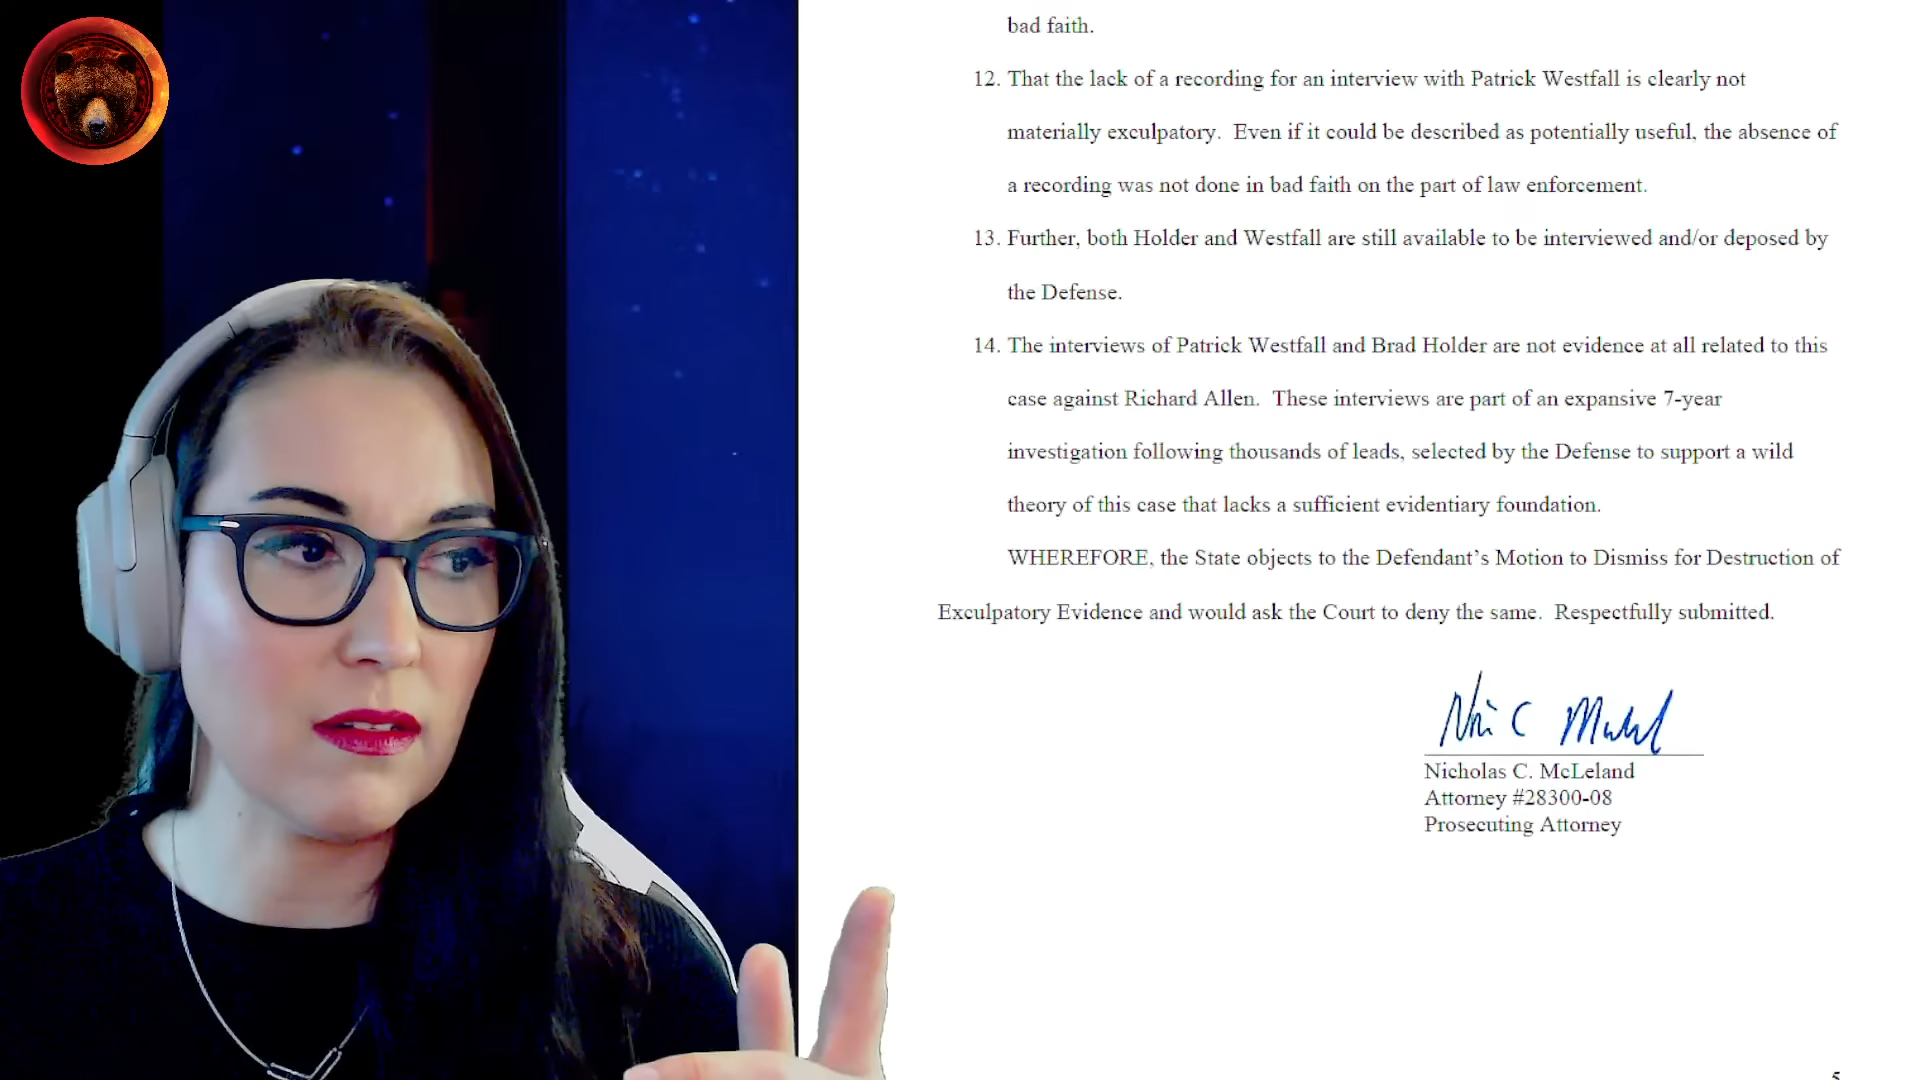 bad faith.
12. That the lack of a recording for an interview with Patrick Westfall is clearly not
materially exculpatory.  Even if it could be described as potentially useful, the absence of
a recording was not done in bad faith on the part of law enforcement.
13. Further, both Holder and Westfall are still available to be interviewed and/or deposed by
the Defense.
14. The interviews of Patrick Westfall and Brad Holder are not evidence at all related to this
case against Richard Allen.  These interviews are part of an expansive 7-year
investigation following thousands of leads, selected by the Defense to support a wild
theory of this case that lacks a sufficient evidentiary foundation.
WHEREFORE, the State objects to the Defendant’s Motion to Dismiss for Destruction of
Exculpatory Evidence and would ask the Court to deny the same.  Respectfully submitted.
Nicholas C. McLeland
Attorney #28300-08
Prosecuting Attorney
5